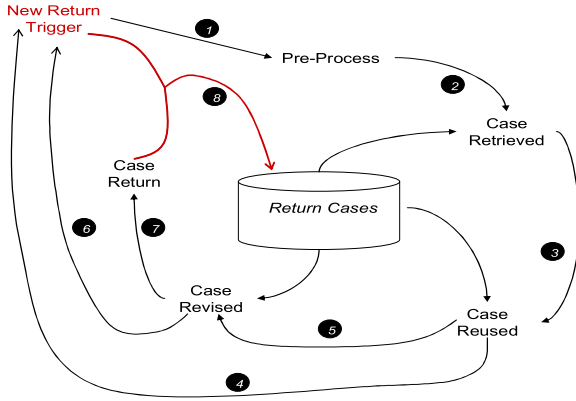 New Return
Trigger
1
Pre-Process
2
8
Case
Retrieved
Case
Return
Return Cases
6
7
3
Case
Revised
Case
Reused
5
4